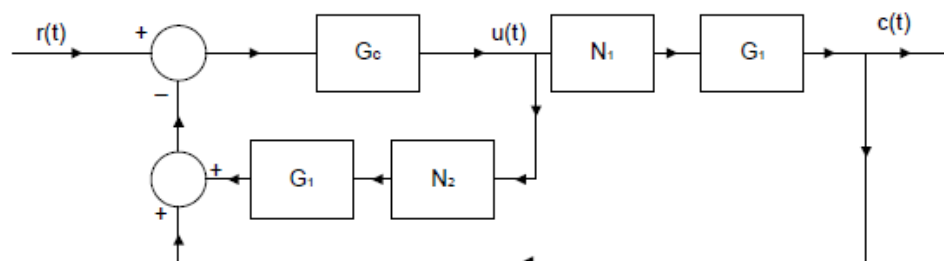 r(t) + Gc u(t) N₁ G₁ c(t)
−
G₁ N₂ +
+